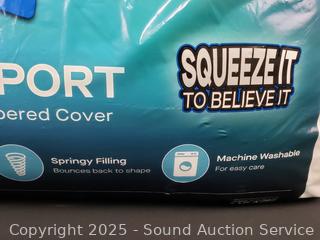 PORT
SQUEEZE IT
TO BELIEVE IT
pered Cover
Springy Filling
Bounces back to shape
Machine Washable
For easy care
Copyright 2025 - Sound Auction Service